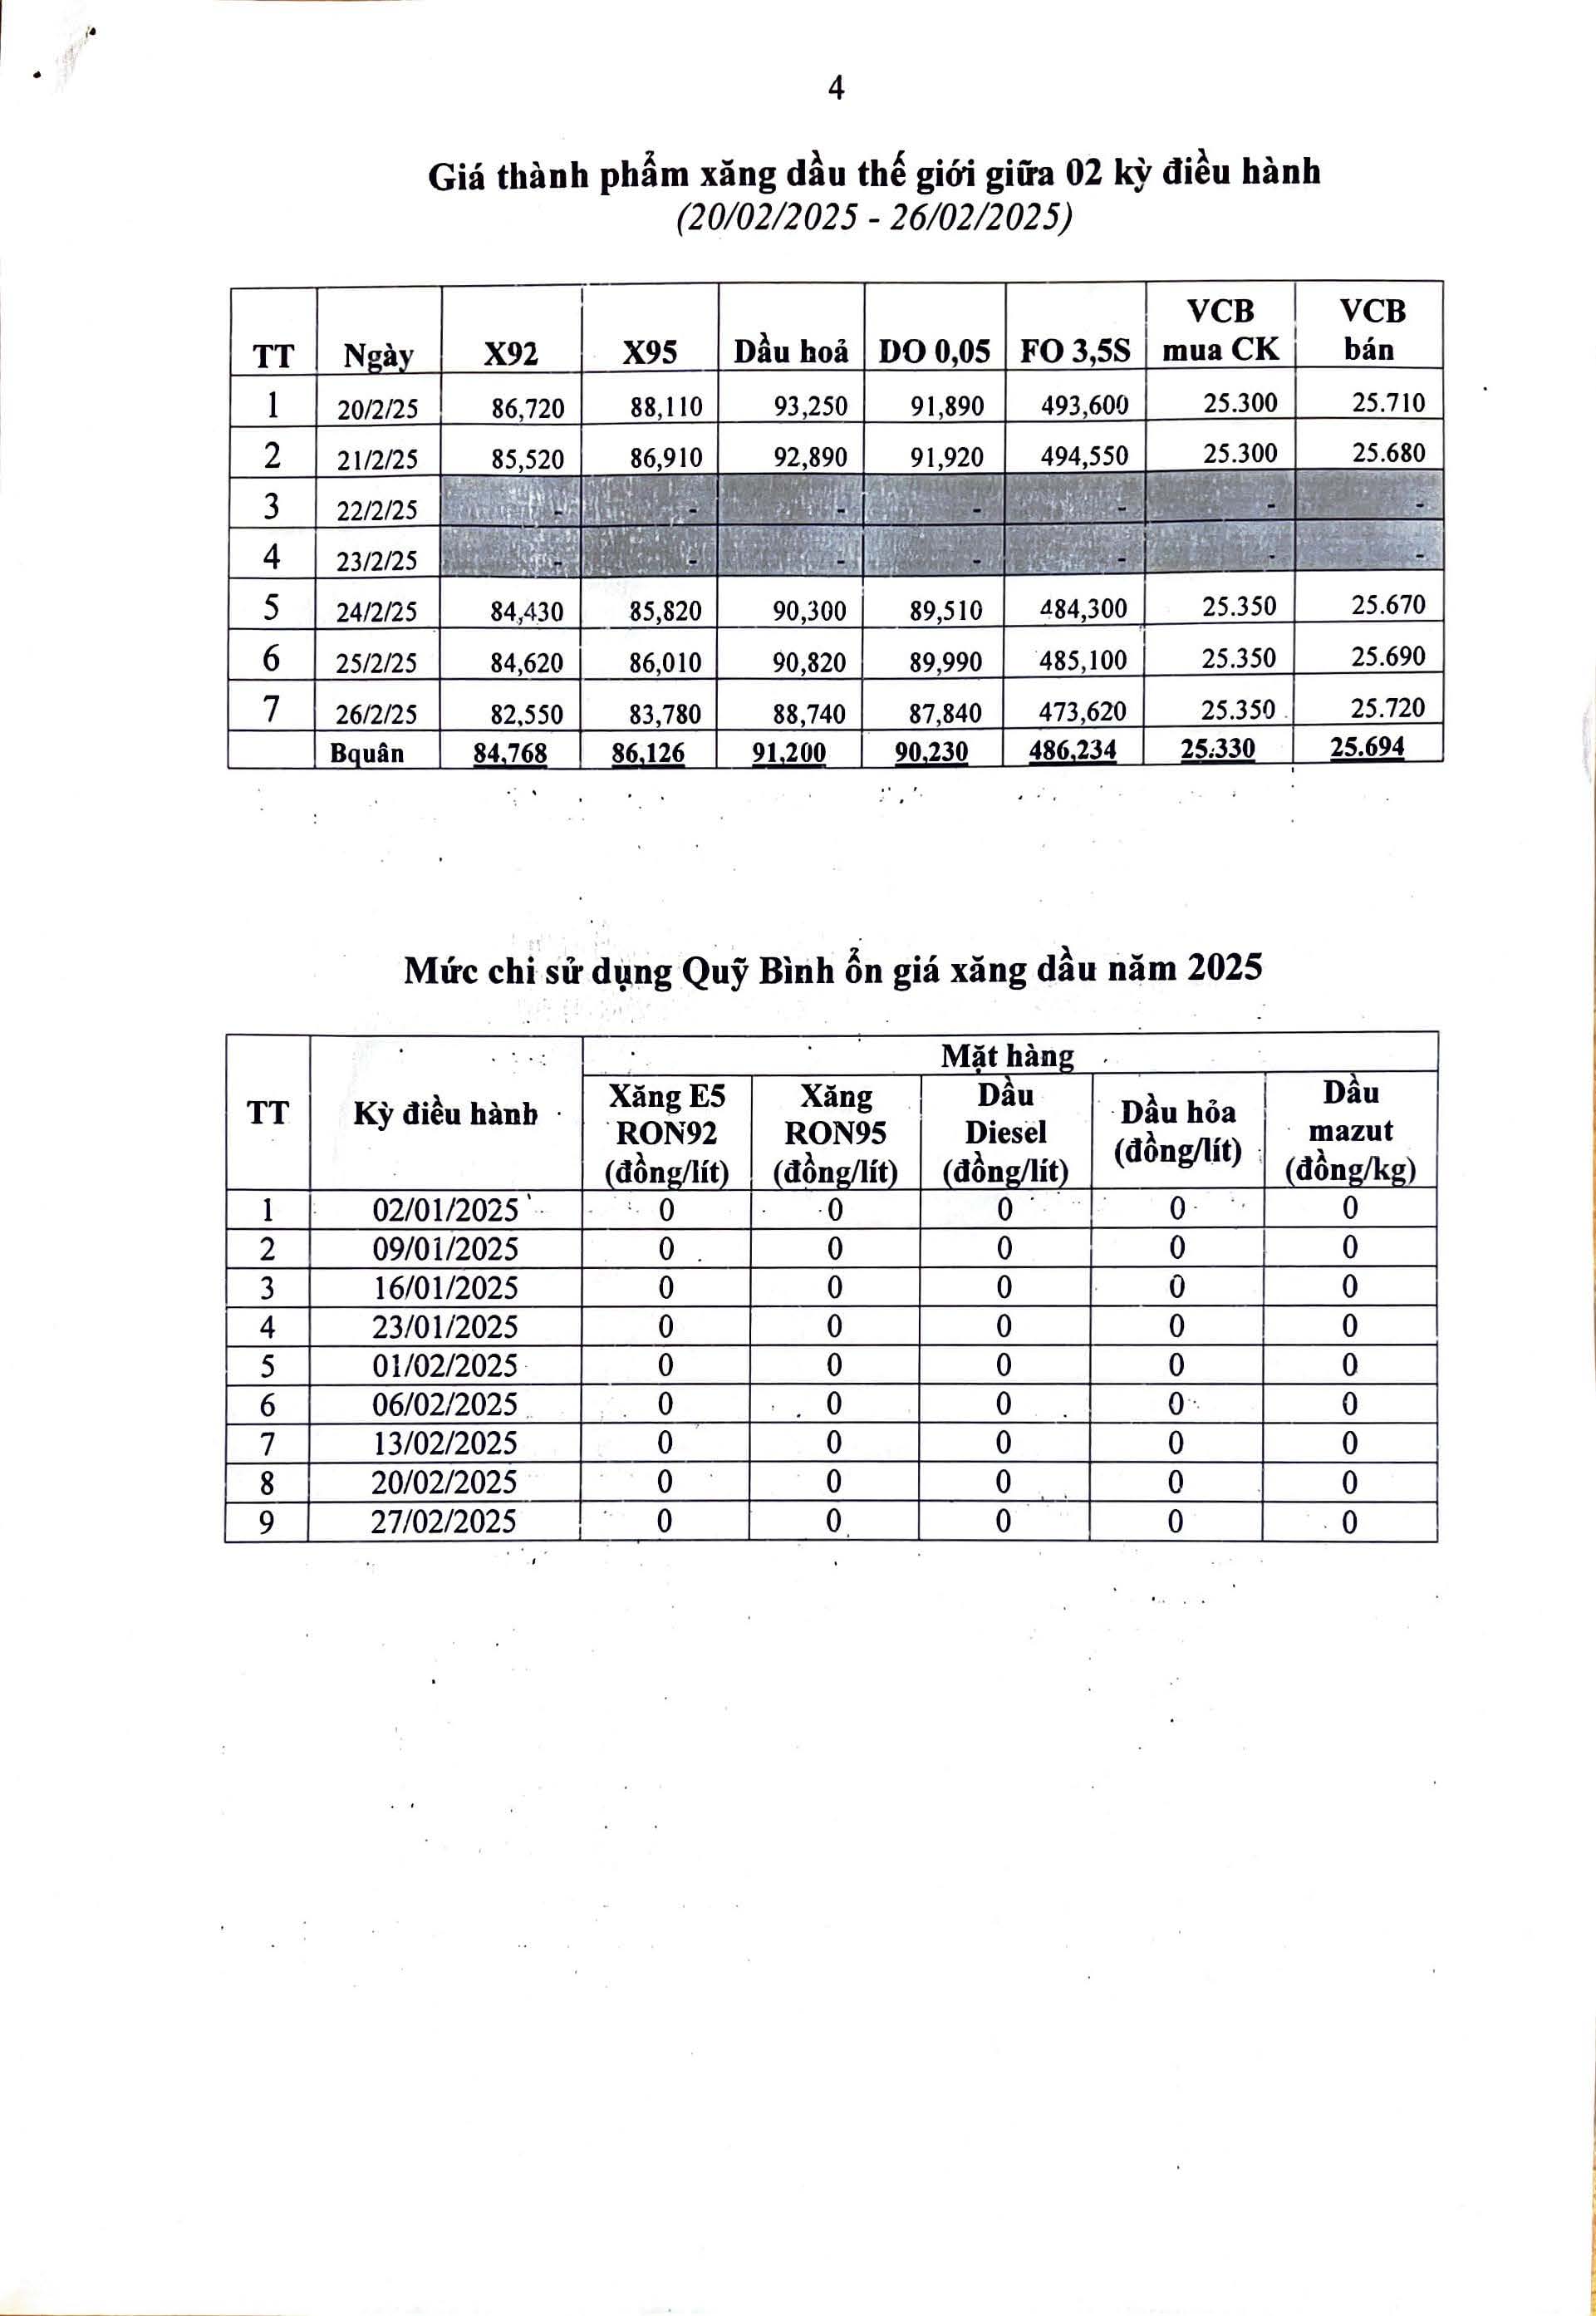 4
Giá thành phẩm xăng dầu thế giới giữa 02 kỳ điều hành
(20/02/2025 - 26/02/2025)
TT Ngày X92 X95 Dầu hoả DO 0,05 FO 3,5S VCB mua CK VCB bán
1 20/2/25 86,720 88,110 93,250 91,890 493,600 25.300 25.710
2 21/2/25 85,520 86,910 92,890 91,920 494,550 25.300 25.680
3 22/2/25 - - - - - - -
4 23/2/25 - - - - - - -
5 24/2/25 84,430 85,820 90,300 89,510 484,300 25.350 25.670
6 25/2/25 84,620 86,010 90,820 89,990 485,100 25.350 25.690
7 26/2/25 82,550 83,780 88,740 87,840 473,620 25.350 25.720
Bquân 84,768 86,126 91,200 90,230 486,234 25.330 25.694
Mức chi sử dụng Quỹ Bình ổn giá xăng dầu năm 2025
Mặt hàng
TT Kỳ điều hành Xăng E5 RON92 (đồng/lít) Xăng RON95 (đồng/lít) Dầu Diesel (đồng/lít) Dầu hỏa (đồng/lít) Dầu mazut (đồng/kg)
1 02/01/2025 0 0 0 0 0
2 09/01/2025 0 0 0 0 0
3 16/01/2025 0 0 0 0 0
4 23/01/2025 0 0 0 0 0
5 01/02/2025 0 0 0 0 0
6 06/02/2025 0 0 0 0 0
7 13/02/2025 0 0 0 0 0
8 20/02/2025 0 0 0 0 0
9 27/02/2025 0 0 0 0 0